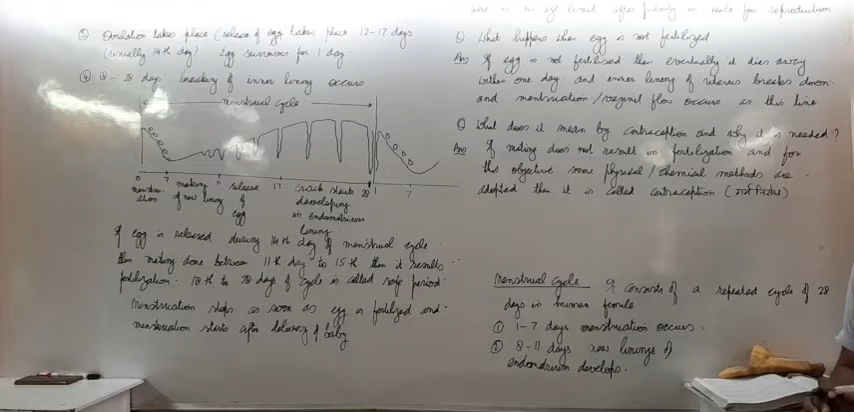 ③ Ovulation takes place (release of egg takes place 12-17 days
(usually 14th day) Egg survives for 1 day.
④ 18 - 28 day breaking of inner lining occurs
menstrual cycle
0 7 11 17 28 7
menstruation
making of new lining
release of egg
crack starts developing in endometrium lining
If egg is released during 14th day of menstrual cycle
then mating done between 11th day to 15th then it results
fertilization. 18th to 28 days of cycle is called safe period.
Menstruation stops as soon as egg is fertilized and
menstruation starts after delivery of baby
after puberty in male for reproduction
Q What happens when egg is not fertilized
Ans If egg is not fertilised then eventually it dies away
within one day and inner lining of uterus breaks down
and menstruation / vaginal flow occurs as this line
Q What does it mean by contraception and why it is needed?
Ans If mating does not result in fertilization and for
this objective some physical / chemical methods are
adopted then it is called contraception (गर्भनिरोध)
Menstrual Cycle It consists of a repeated cycle of 28
days in human female
① 1-7 days menstruation occurs.
② 8-11 days new linings of
endometrium develops.